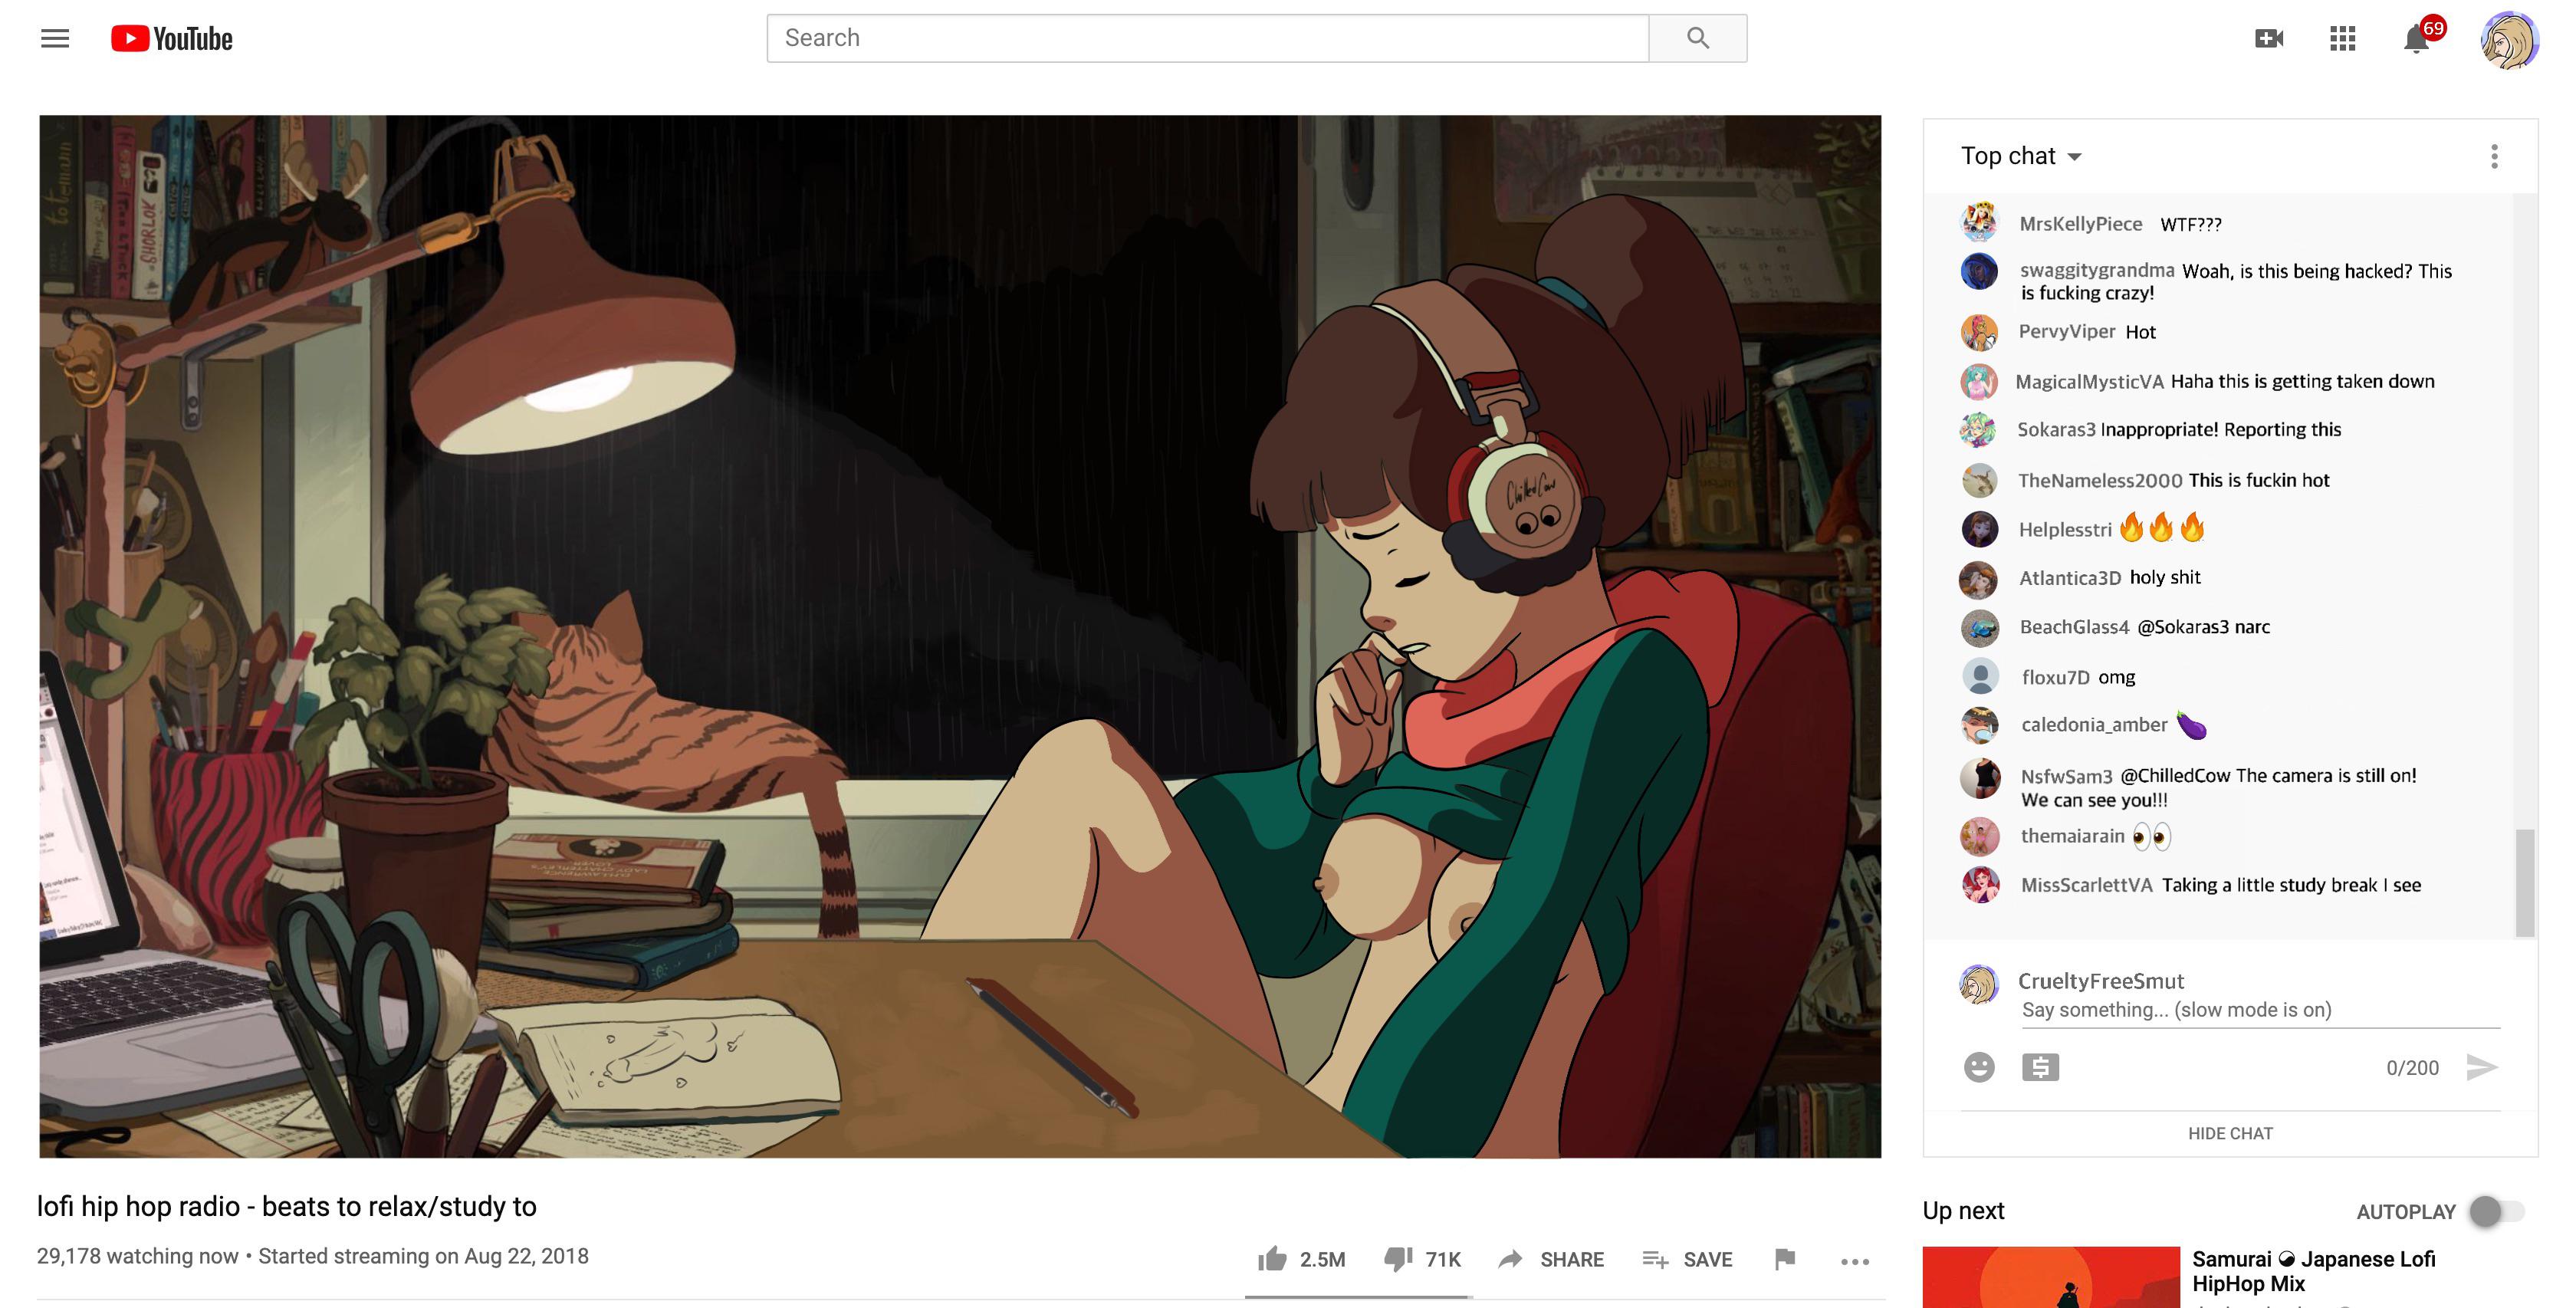 YouTube
Search
69
totemwin
SHORLOK
ChilledCow
Top chat
MrsKellyPiece WTF???
swaggitygrandma Woah, is this being hacked? This
is fucking crazy!
PervyViper Hot
MagicalMysticVA Haha this is getting taken down
Sokaras3 Inappropriate! Reporting this
TheNameless2000 This is fuckin hot
Helplesstri 🔥🔥🔥
Atlantica3D holy shit
BeachGlass4 @Sokaras3 narc
floxu7D omg
caledonia_amber 🍆
NsfwSam3 @ChilledCow The camera is still on!
We can see you!!!
themaiarain 👀
MissScarlettVA Taking a little study break I see
CrueltyFreeSmut
Say something... (slow mode is on)
0/200
HIDE CHAT
lofi hip hop radio - beats to relax/study to
29,178 watching now • Started streaming on Aug 22, 2018
2.5M 71K SHARE SAVE
Up next
AUTOPLAY
Samurai ☯ Japanese Lofi
HipHop Mix